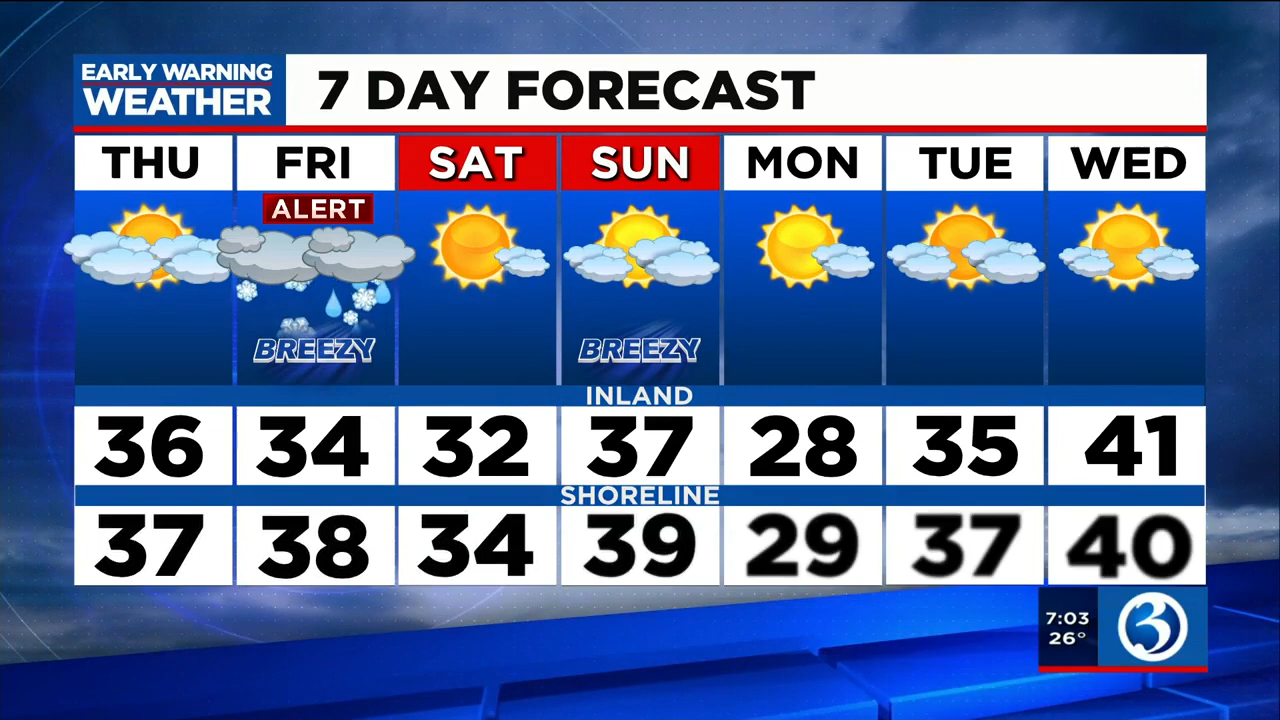 EARLY WARNING
WEATHER
7 DAY FORECAST
THU FRI SAT SUN MON TUE WED
ALERT
BREEZY BREEZY
INLAND
36 34 32 37 28 35 41
SHORELINE
37 38 34 39 29 37 40
7:03
26°
3